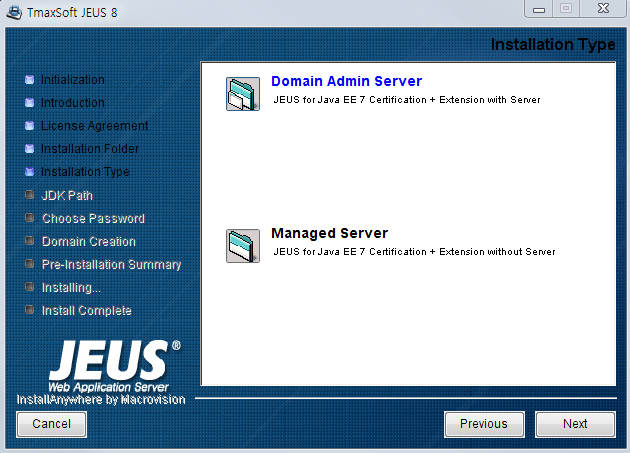 TmaxSoft JEUS 8
Installation Type
Initialization
Introduction
License Agreement
Installation Folder
Installation Type
JDK Path
Choose Password
Domain Creation
Pre-Installation Summary
Installing...
Install Complete
Domain Admin Server
JEUS for Java EE 7 Certification + Extension with Server
Managed Server
JEUS for Java EE 7 Certification + Extension without Server
JEUS®
Web Application Server
InstallAnywhere by Macrovision
Cancel
Previous
Next